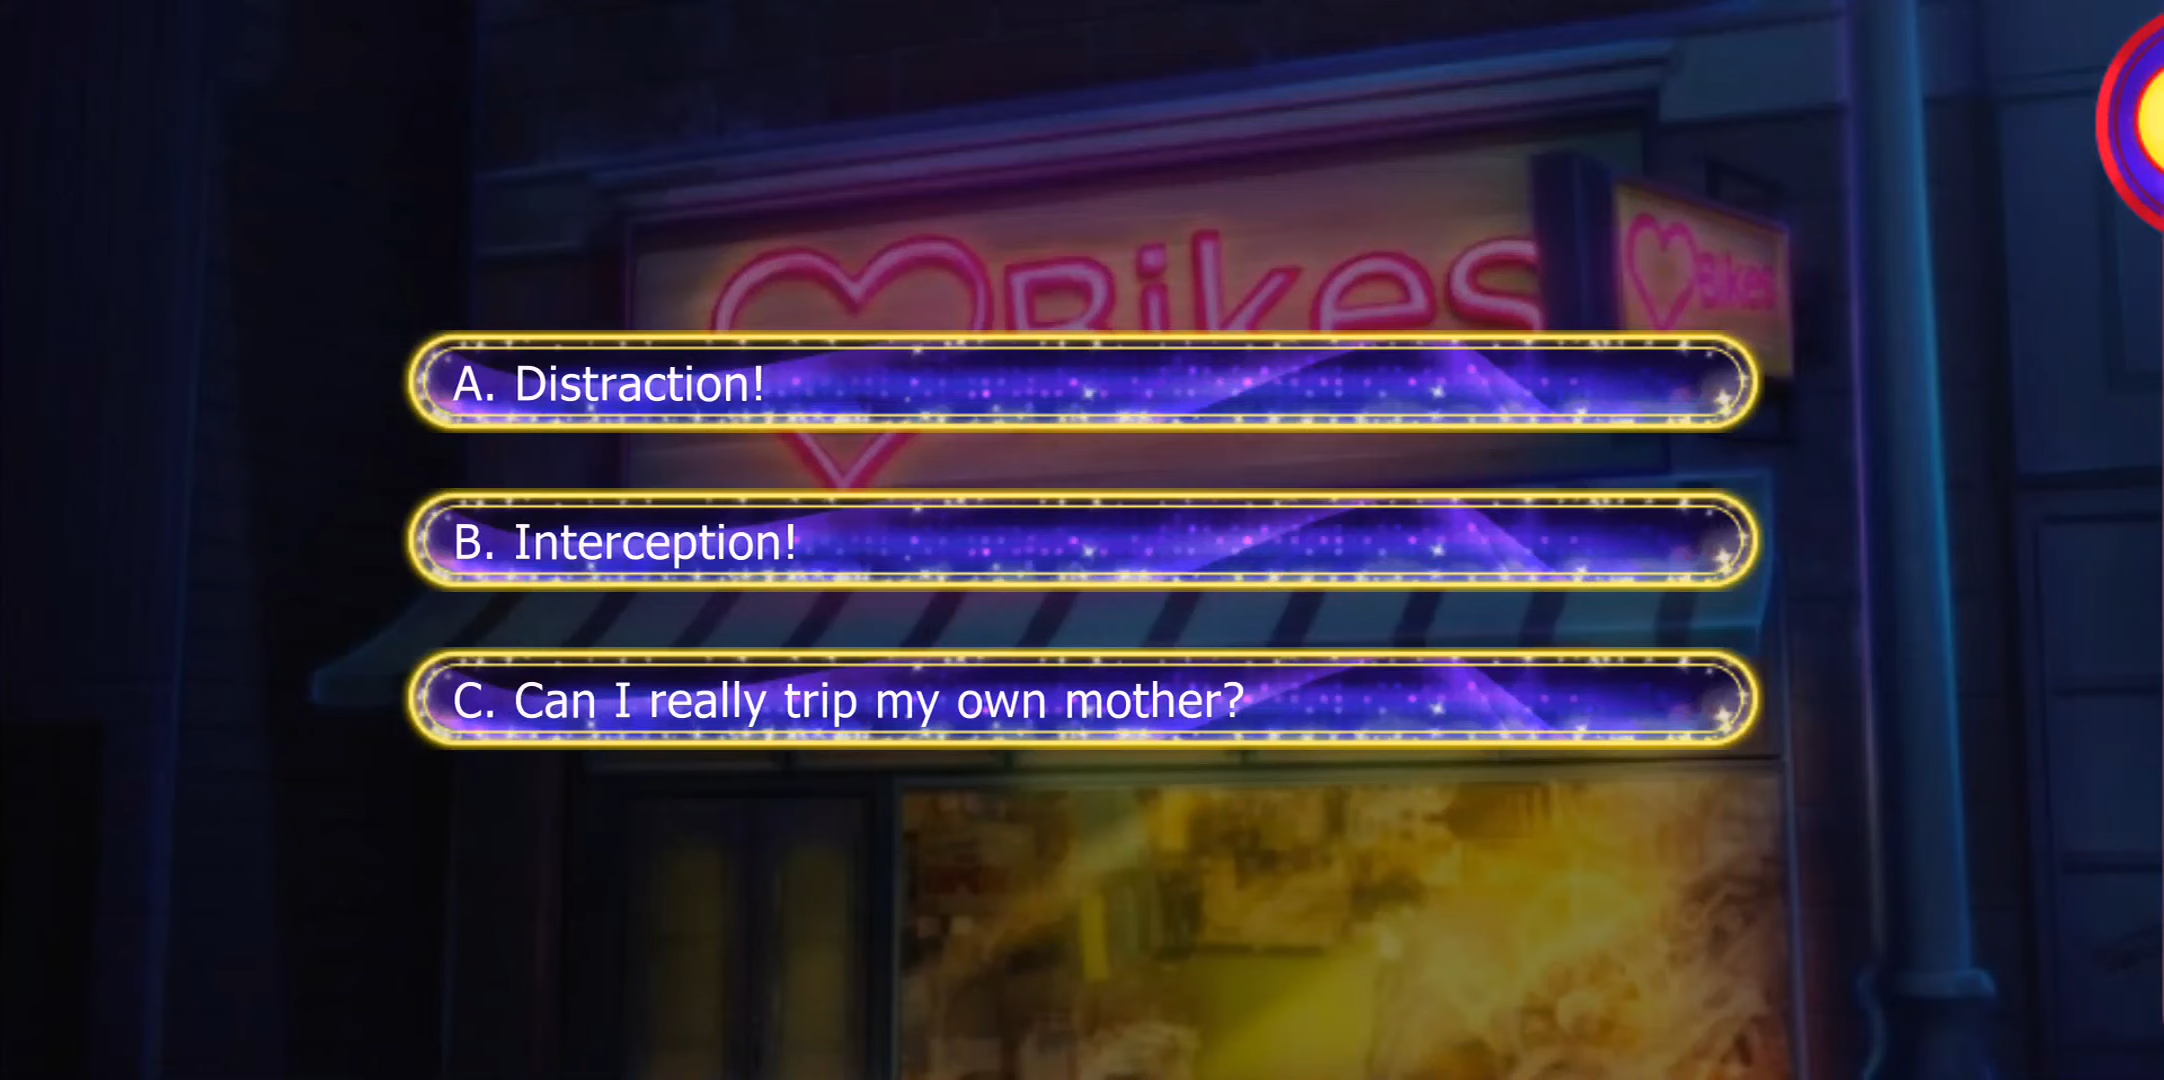 Bikes
Bikes
A. Distraction!
B. Interception!
C. Can I really trip my own mother?